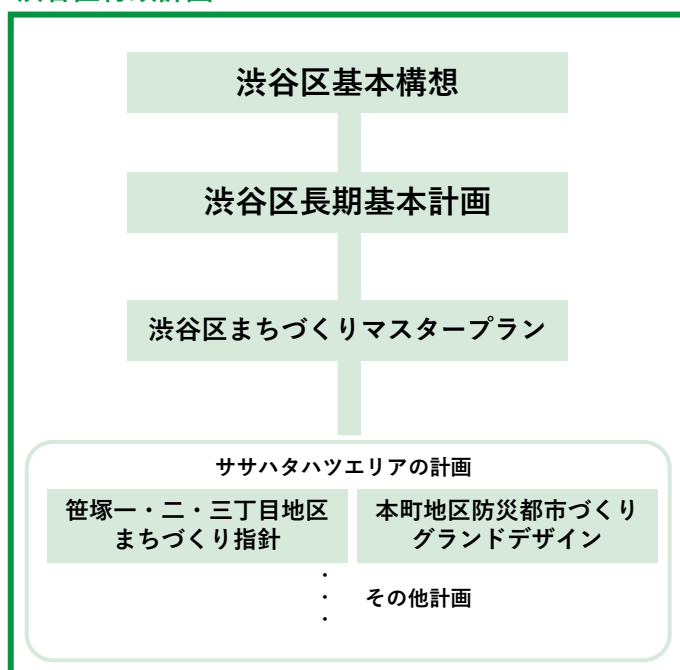 渋谷区基本構想
渋谷区長期基本計画
渋谷区まちづくりマスタープラン
ササハタハツエリアの計画
笹塚一・二・三丁目地区
まちづくり指針
本町地区防災都市づくり
グランドデザイン
・
・
・
その他計画